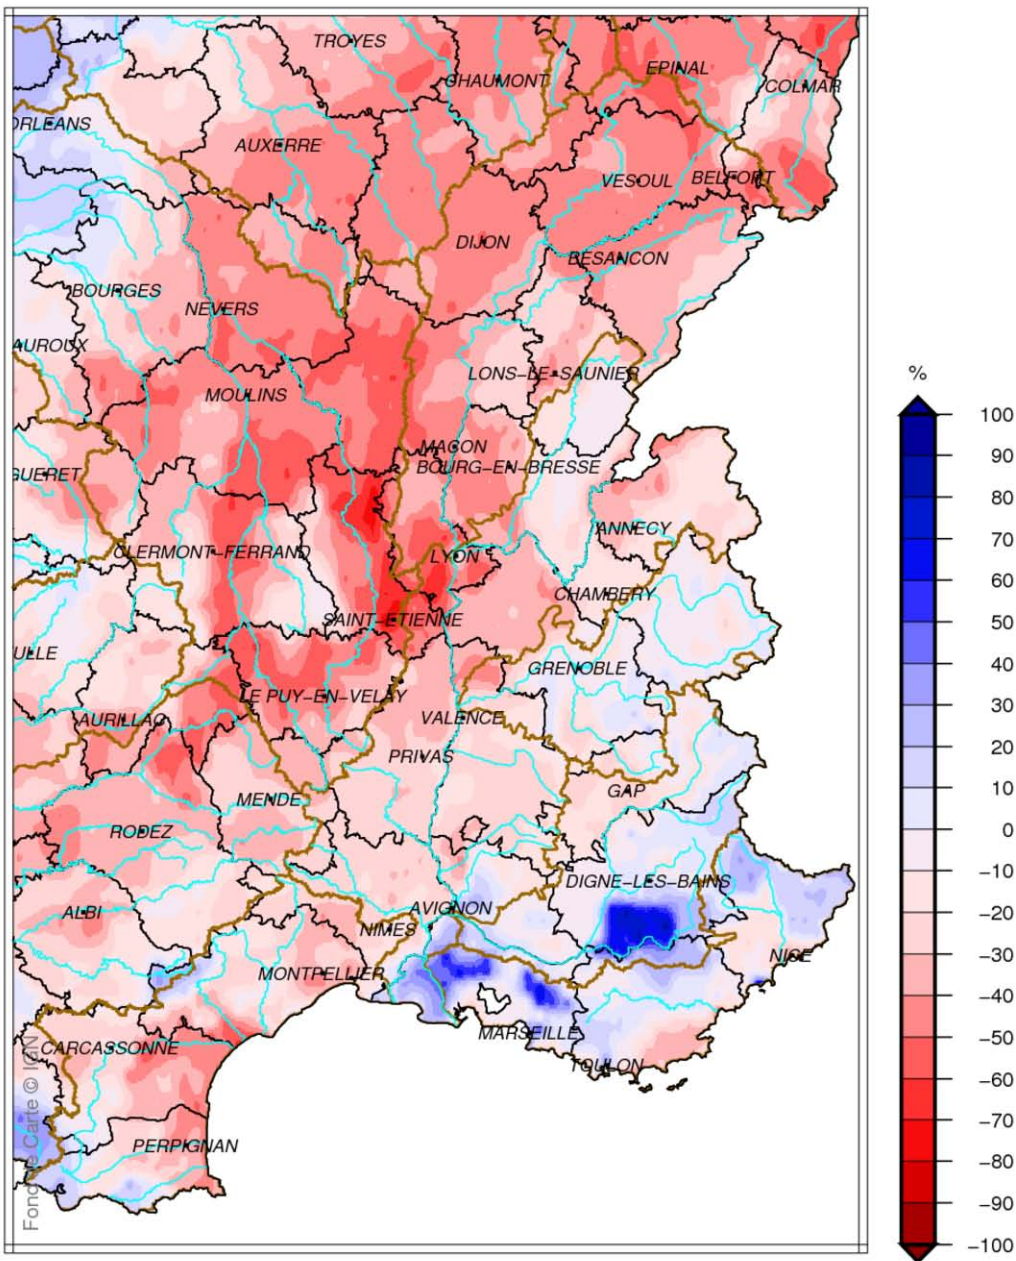 TROYES
EPINAL
CHAUMONT
COLMAR
ORLEANS
AUXERRE
VESOUL
BELFORT
DIJON
BESANCON
BOURGES
NEVERS
AUROUX
LONS-LE-SAUNIER
MOULINS
MACON
BOURG-EN-BRESSE
GUERET
ANNECY
CLERMONT-FERRAND
LYON
CHAMBERY
SAINT-ETIENNE
ULLE
GRENOBLE
LE PUY-EN-VELAY
AURILLAC
VALENCE
PRIVAS
GAP
MENDE
RODEZ
DIGNE-LES-BAINS
ALBI
AVIGNON
NIMES
NICE
MONTPELLIER
MARSEILLE
CARCASSONNE
TOULON
PERPIGNAN
Fond de Carte © IGN
%
100
90
80
70
60
50
40
30
20
10
0
-10
-20
-30
-40
-50
-60
-70
-80
-90
-100